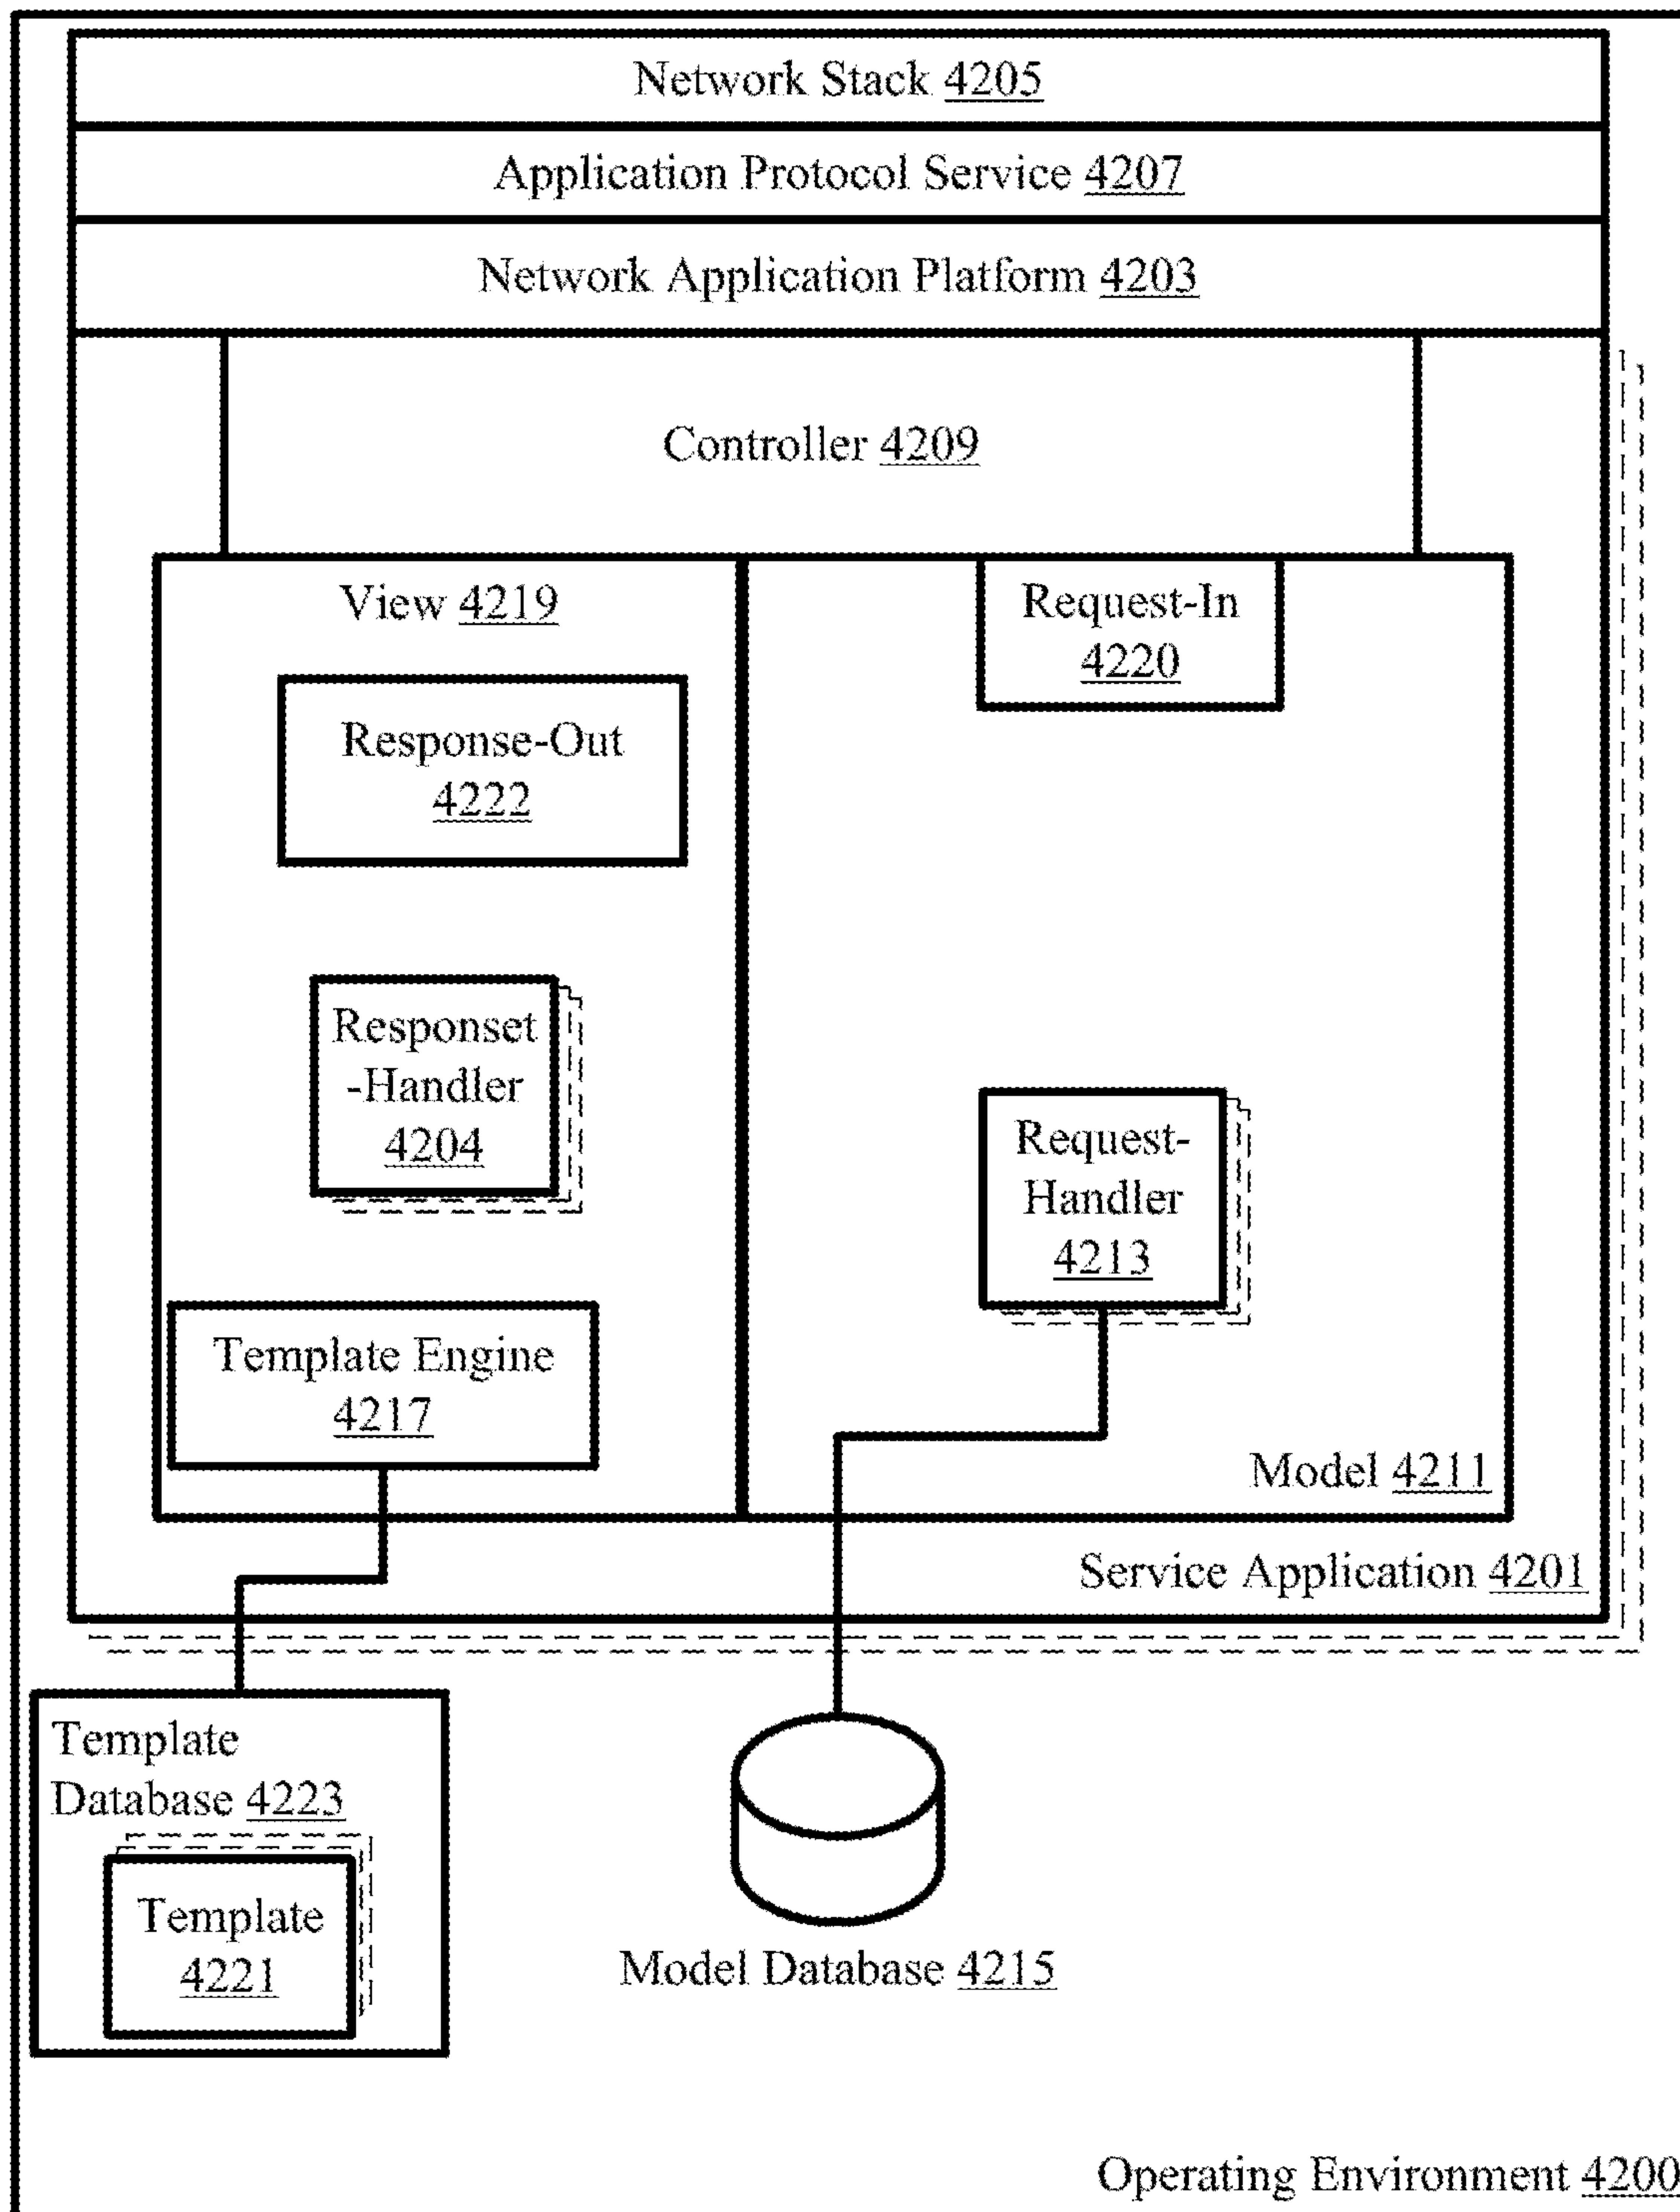 Network Stack 4205
Application Protocol Service 4207
Network Application Platform 4203
Controller 4209
View 4219
Response-Out
4222
Responset
-Handler
4204
Template Engine
4217
Request-In
4220
Request-
Handler
4213
Model 4211
Service Application 4201
Template
Database 4223
Template
4221
Model Database 4215
Operating Environment 4200